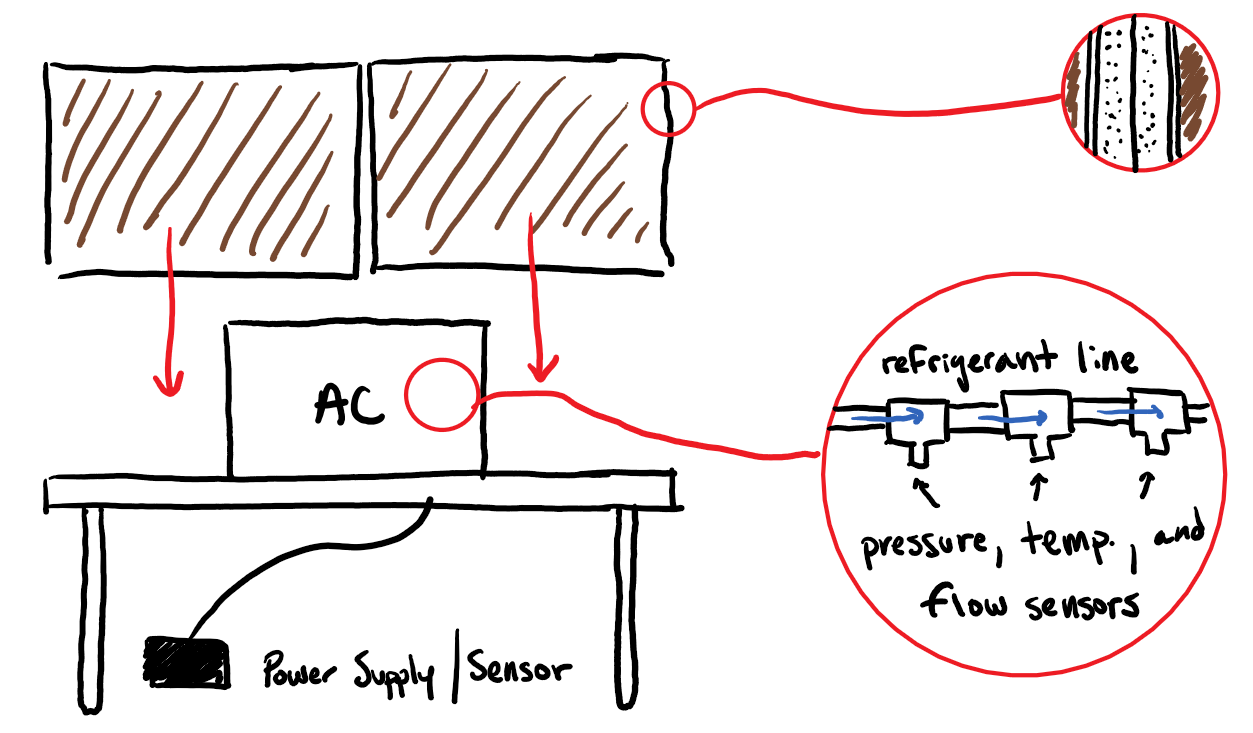 refrigerant line
AC
pressure, temp., and
flow sensors
Power Supply / Sensor